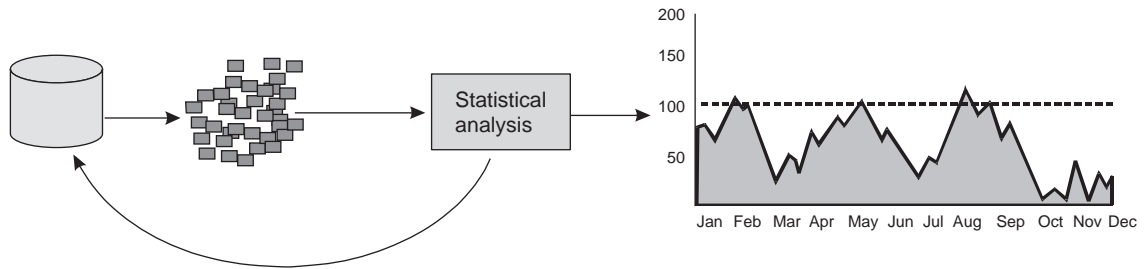 Statistical
analysis
200
150
100
50
Jan Feb Mar Apr May Jun Jul Aug Sep Oct Nov Dec